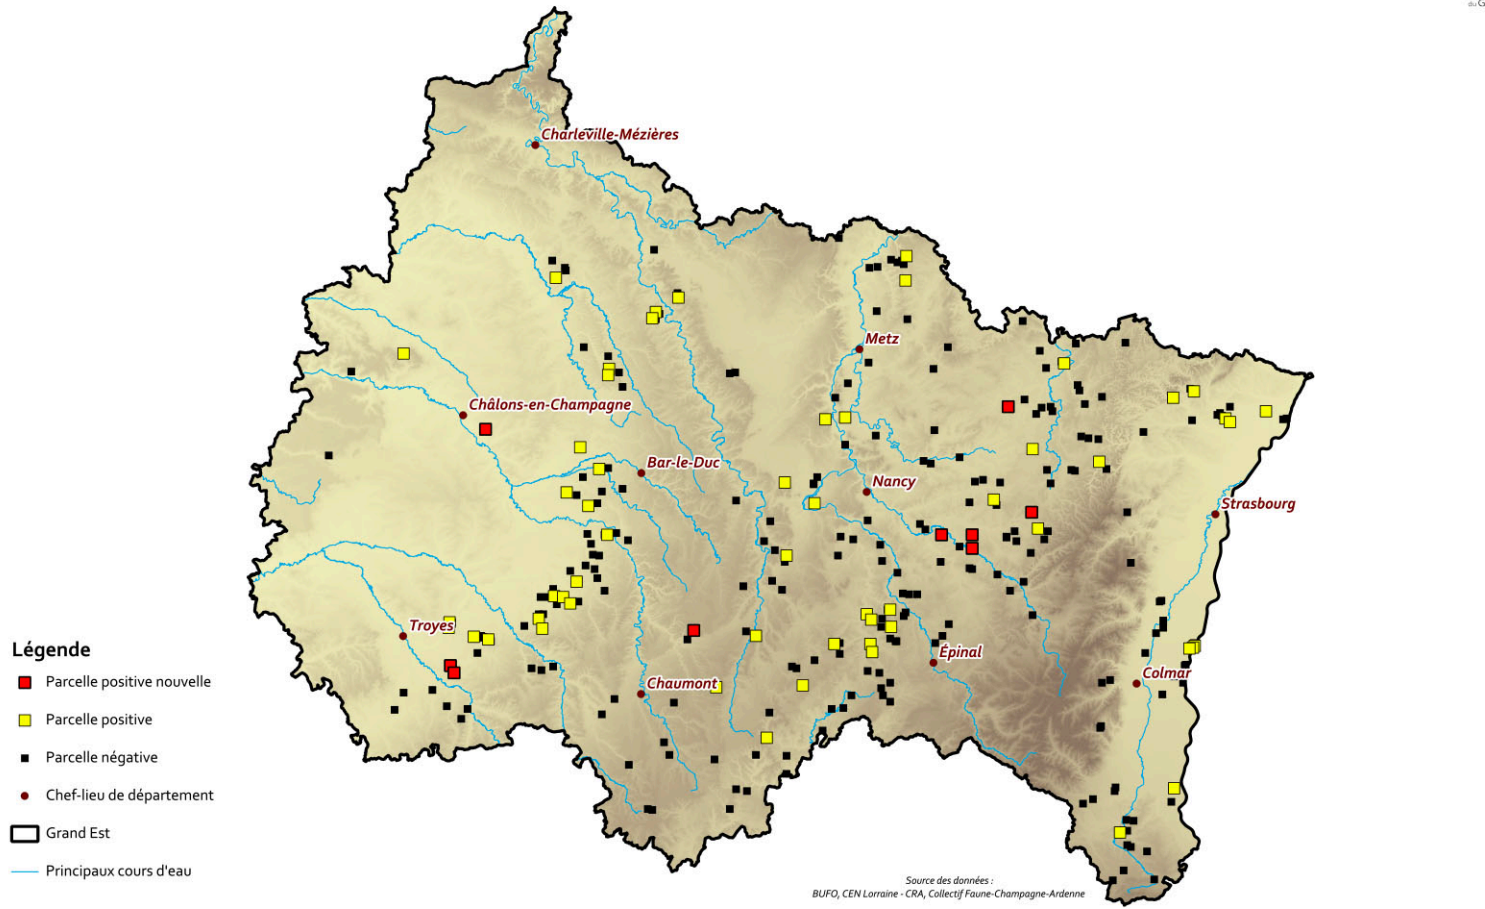 du G
Charleville-Mézières
Metz
Châlons-en-Champagne
Bar-le-Duc
Nancy
Strasbourg
Troyes
Épinal
Chaumont
Colmar
Légende
Parcelle positive nouvelle
Parcelle positive
Parcelle négative
Chef-lieu de département
Grand Est
Principaux cours d'eau
Source des données :
BUFO, CEN Lorraine - CRA, Collectif Faune-Champagne-Ardenne